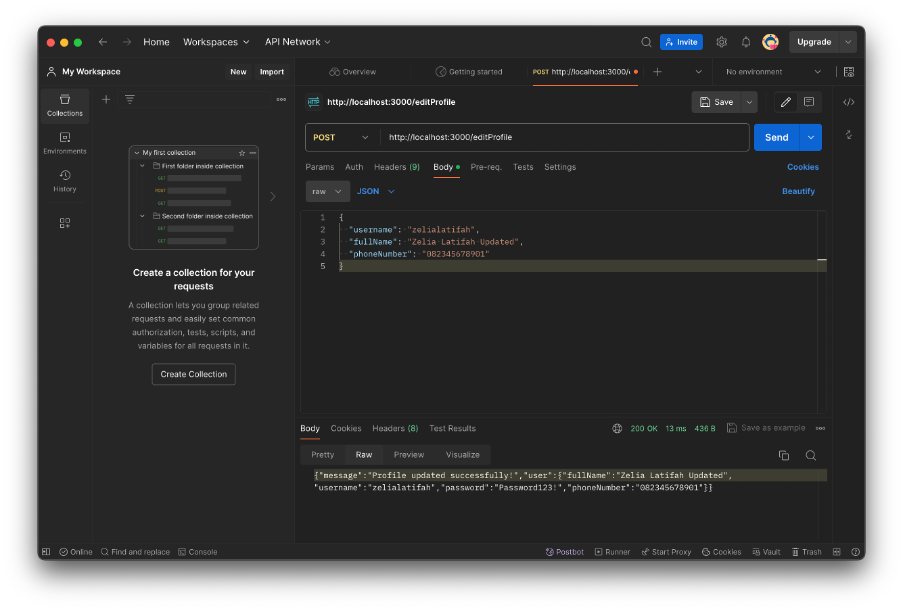 Home Workspaces API Network Invite Upgrade
My Workspace New Import Overview Getting started POST http://localhost:3000/ No environment
Collections
Environments
History
My first collection
First folder inside collection
GET
POST
GET
Second folder inside collection
GET
GET
Create a collection for your
requests
A collection lets you group related
requests and easily set common
authorization, tests, scripts, and
variables for all requests in it.
Create Collection
HTTP http://localhost:3000/editProfile Save
POST http://localhost:3000/editProfile Send
Params Auth Headers (9) Body Pre-req. Tests Settings Cookies
raw JSON Beautify
1 {
2 "username": "zelialatifah",
3 "fullName": "Zelia Latifah Updated",
4 "phoneNumber": "082345678901"
5 }
Body Cookies Headers (8) Test Results 200 OK 13 ms 436 B Save as example
Pretty Raw Preview Visualize
{"message":"Profile updated successfully!","user":{"fullName":"Zelia Latifah Updated",
"username":"zelialatifah","password":"Password123!","phoneNumber":"082345678901"}}
Online Find and replace Console Postbot Runner Start Proxy Cookies Vault Trash